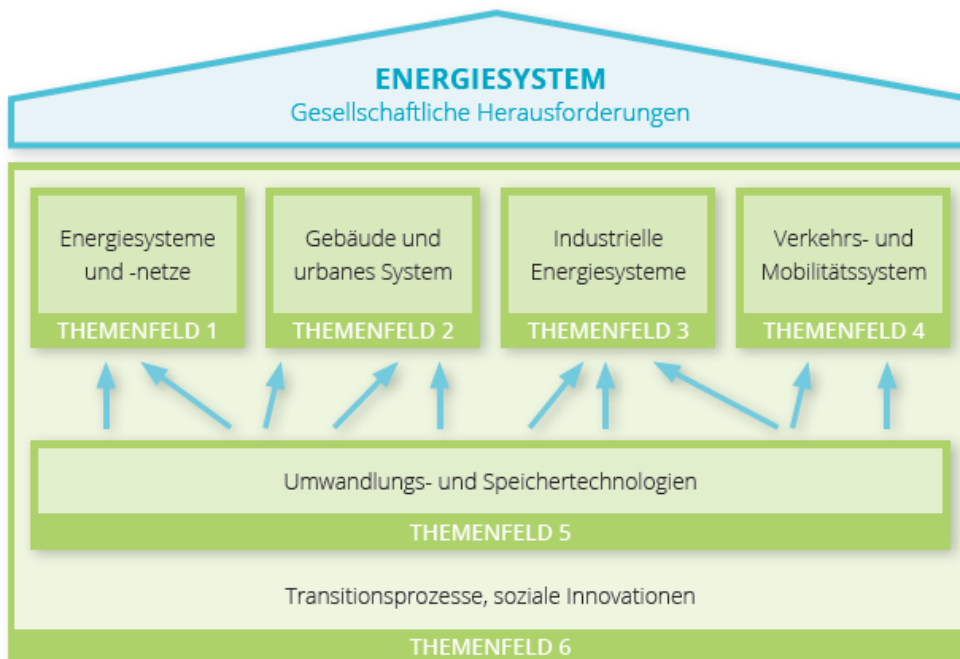 ENERGIESYSTEM
Gesellschaftliche Herausforderungen
Energiesysteme
und -netze
THEMENFELD 1
Gebäude und
urbanes System
THEMENFELD 2
Industrielle
Energiesysteme
THEMENFELD 3
Verkehrs- und
Mobilitätssystem
THEMENFELD 4
Umwandlungs- und Speichertechnologien
THEMENFELD 5
Transitionsprozesse, soziale Innovationen
THEMENFELD 6